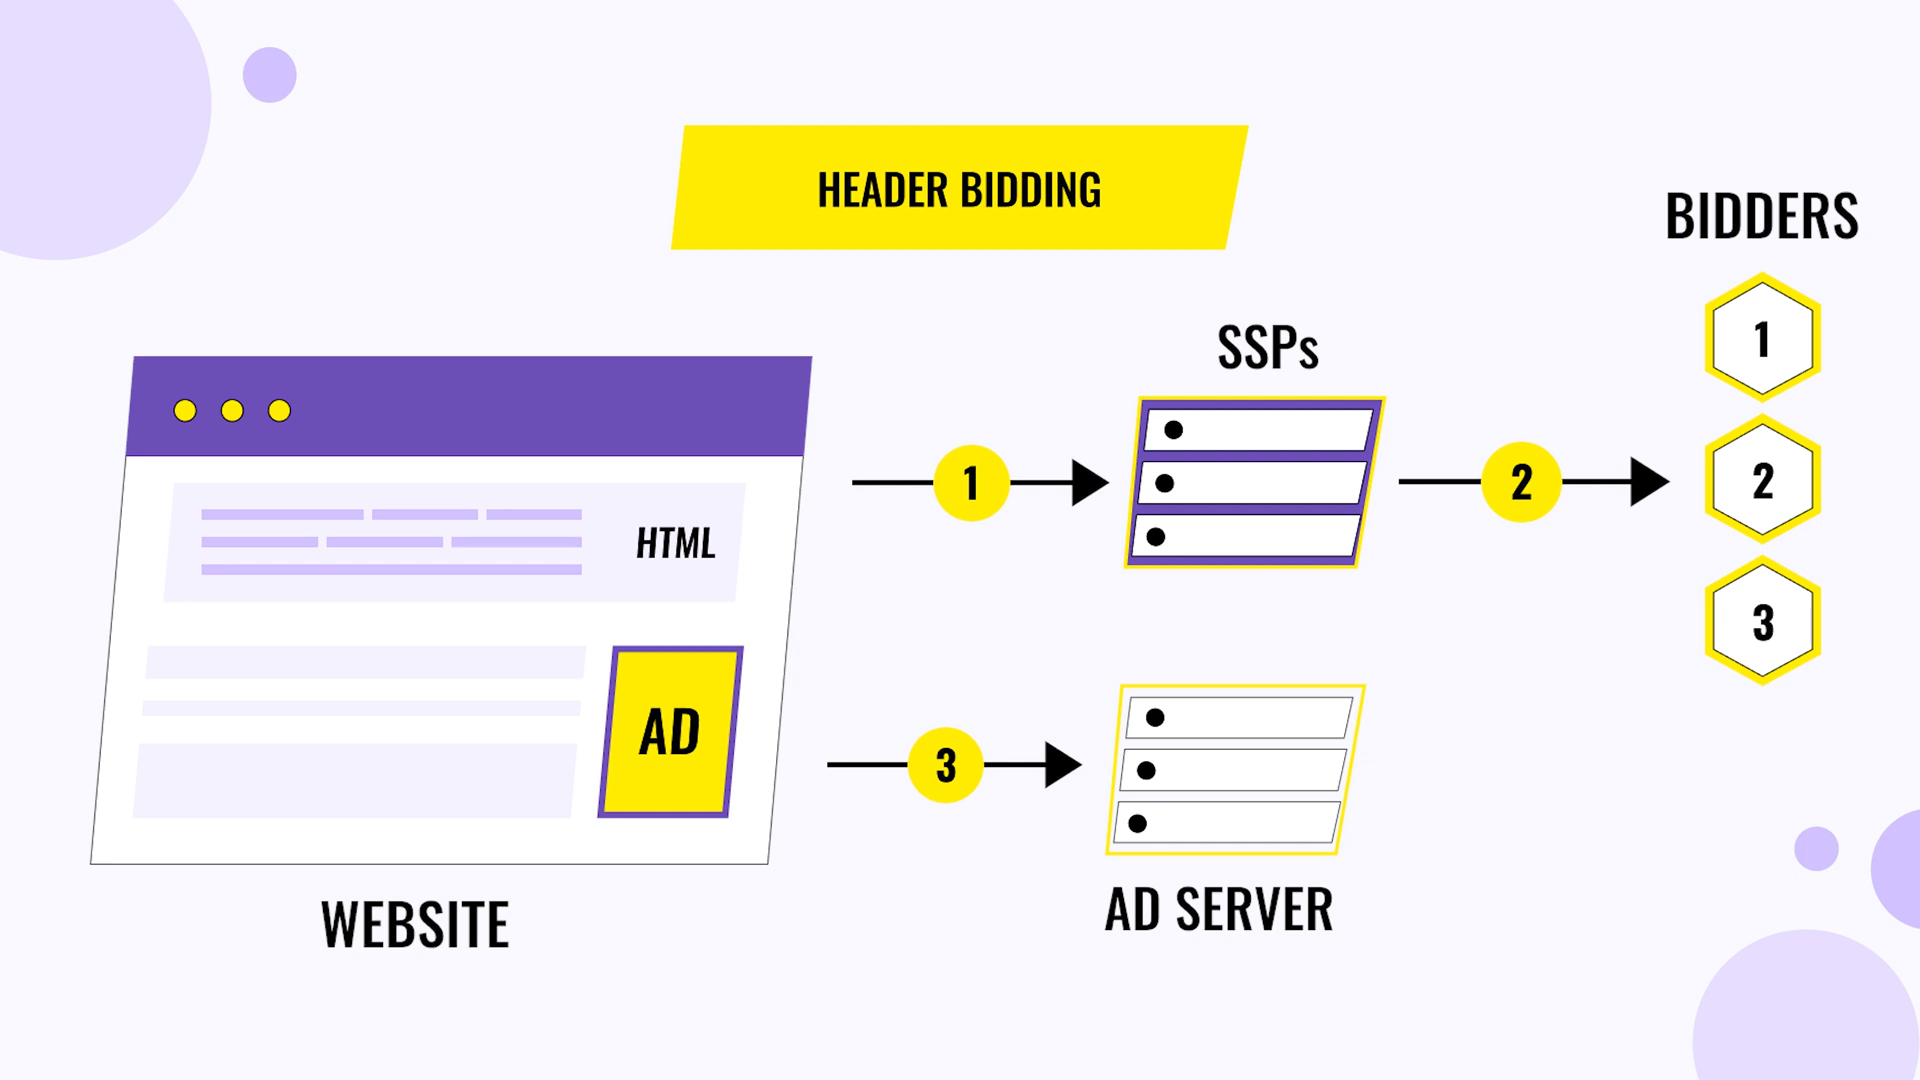 HEADER BIDDING
BIDDERS
SSPs
1
2
3
1
2
HTML
AD
3
WEBSITE
AD SERVER